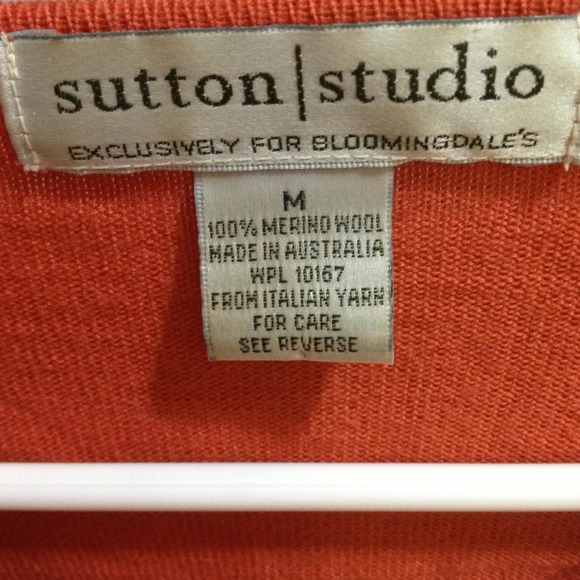 sutton|studio
EXCLUSIVELY FOR BLOOMINGDALE'S
M
100% MERINO WOOL
MADE IN AUSTRALIA
WPL 10167
FROM ITALIAN YARN
FOR CARE
SEE REVERSE